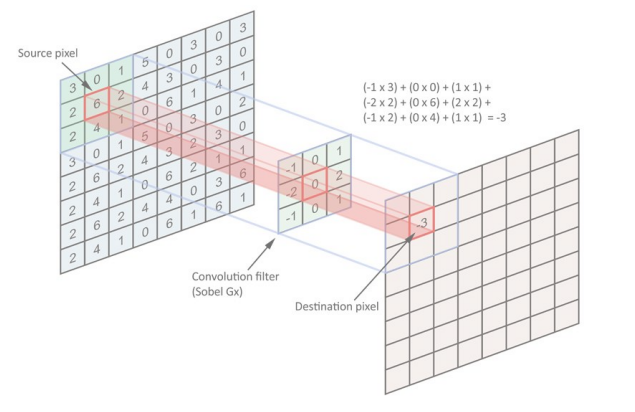 Source pixel
3 0 1 5 0 3 0 3
2 6 2 4 3 0 3 0
2 4 1 0 6 1 4 1
3 0 1 5 0 3 0 2
2 6 2 4 3 2
2 4 1 0 6 1
2 6 2 4 4 0 3 6
2 4 1 0 6 1 6 1
-1 0 1
-2 0 2
-1 0 1
Convolution filter
(Sobel Gx)
(-1 x 3) + (0 x 0) + (1 x 1) +
(-2 x 2) + (0 x 6) + (2 x 2) +
(-1 x 2) + (0 x 4) + (1 x 1) = -3
-3
Destination pixel